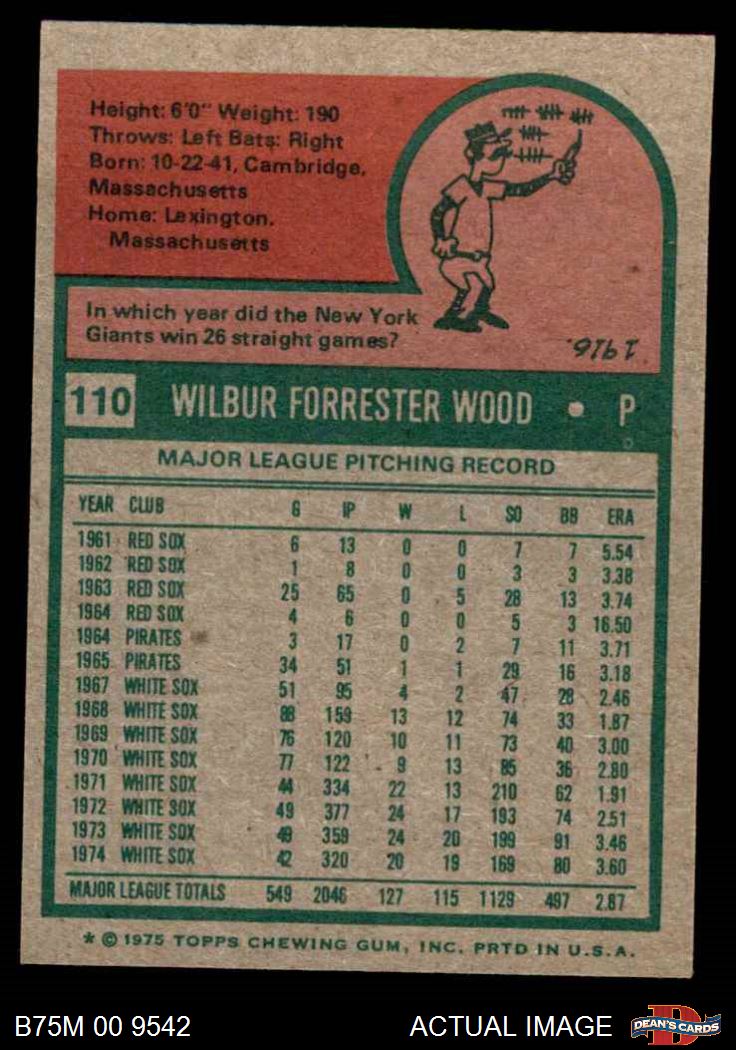 Height: 6'0" Weight: 190
Throws: Left Bats: Right
Born: 10-22-41, Cambridge,
Massachusetts
Home: Lexington,
Massachusetts
In which year did the New York
Giants win 26 straight games?
1916.
110 WILBUR FORRESTER WOOD • P
MAJOR LEAGUE PITCHING RECORD
YEAR CLUB G IP W L SO BB ERA
1961 RED SOX 6 13 0 0 7 7 5.54
1962 RED SOX 1 8 0 0 3 3 3.38
1963 RED SOX 25 65 0 5 28 13 3.74
1964 RED SOX 4 6 0 0 5 3 16.50
1964 PIRATES 3 17 0 2 7 11 3.71
1965 PIRATES 34 51 1 1 29 16 3.18
1967 WHITE SOX 51 95 4 2 47 28 2.46
1968 WHITE SOX 88 159 13 12 74 33 1.87
1969 WHITE SOX 76 120 10 11 73 40 3.00
1970 WHITE SOX 77 122 9 13 85 36 2.80
1971 WHITE SOX 44 334 22 13 210 62 1.91
1972 WHITE SOX 49 377 24 17 193 74 2.51
1973 WHITE SOX 49 359 24 20 199 91 3.46
1974 WHITE SOX 42 320 20 19 169 80 3.60
MAJOR LEAGUE TOTALS 549 2046 127 115 1129 497 2.87
* © 1975 TOPPS CHEWING GUM, INC. PRTD IN U.S.A.
B75M 00 9542 ACTUAL IMAGE DEAN'S CARDS